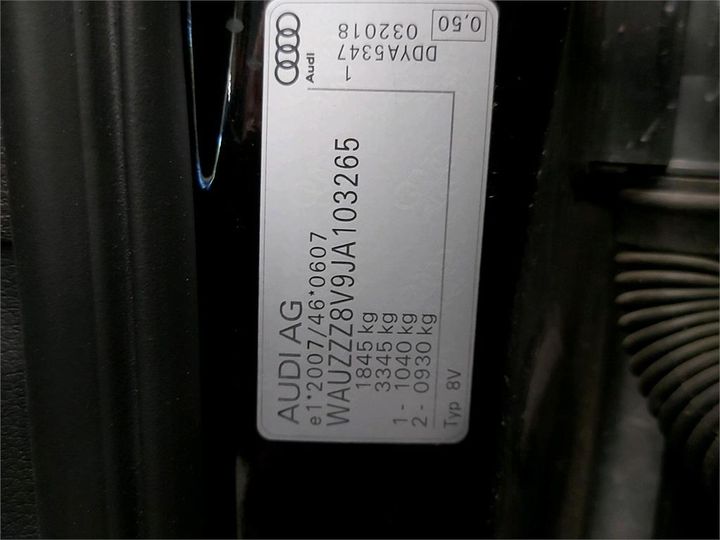 AUDI AG
e1*2007/46*0607
WAUZZZ8V9JA103265
1845 kg
3345 kg
1- 1040 kg
2- 0930 kg
Typ 8V
Audi
1
DDYA5347
032018
0,50